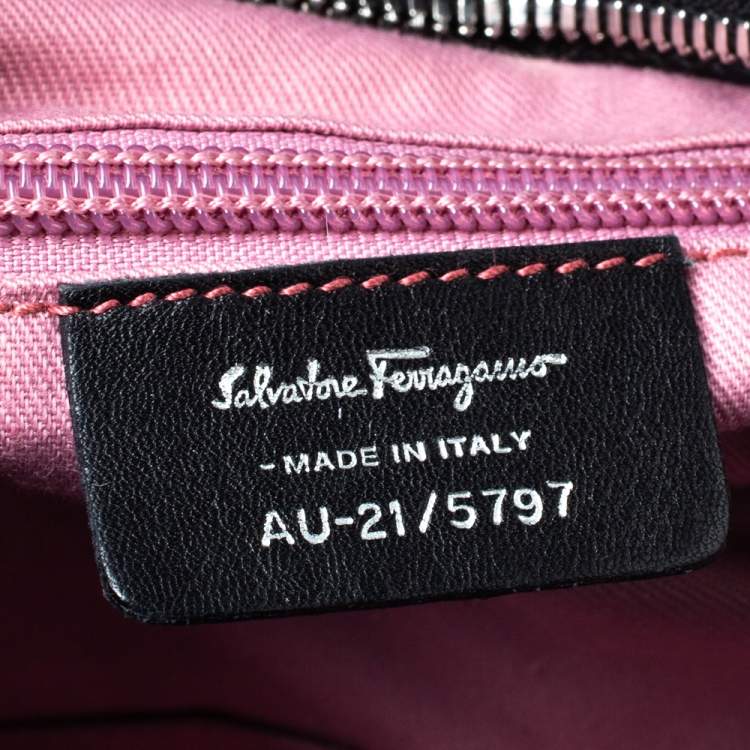 Salvatore Ferragamo
- MADE IN ITALY
AU-21/5797